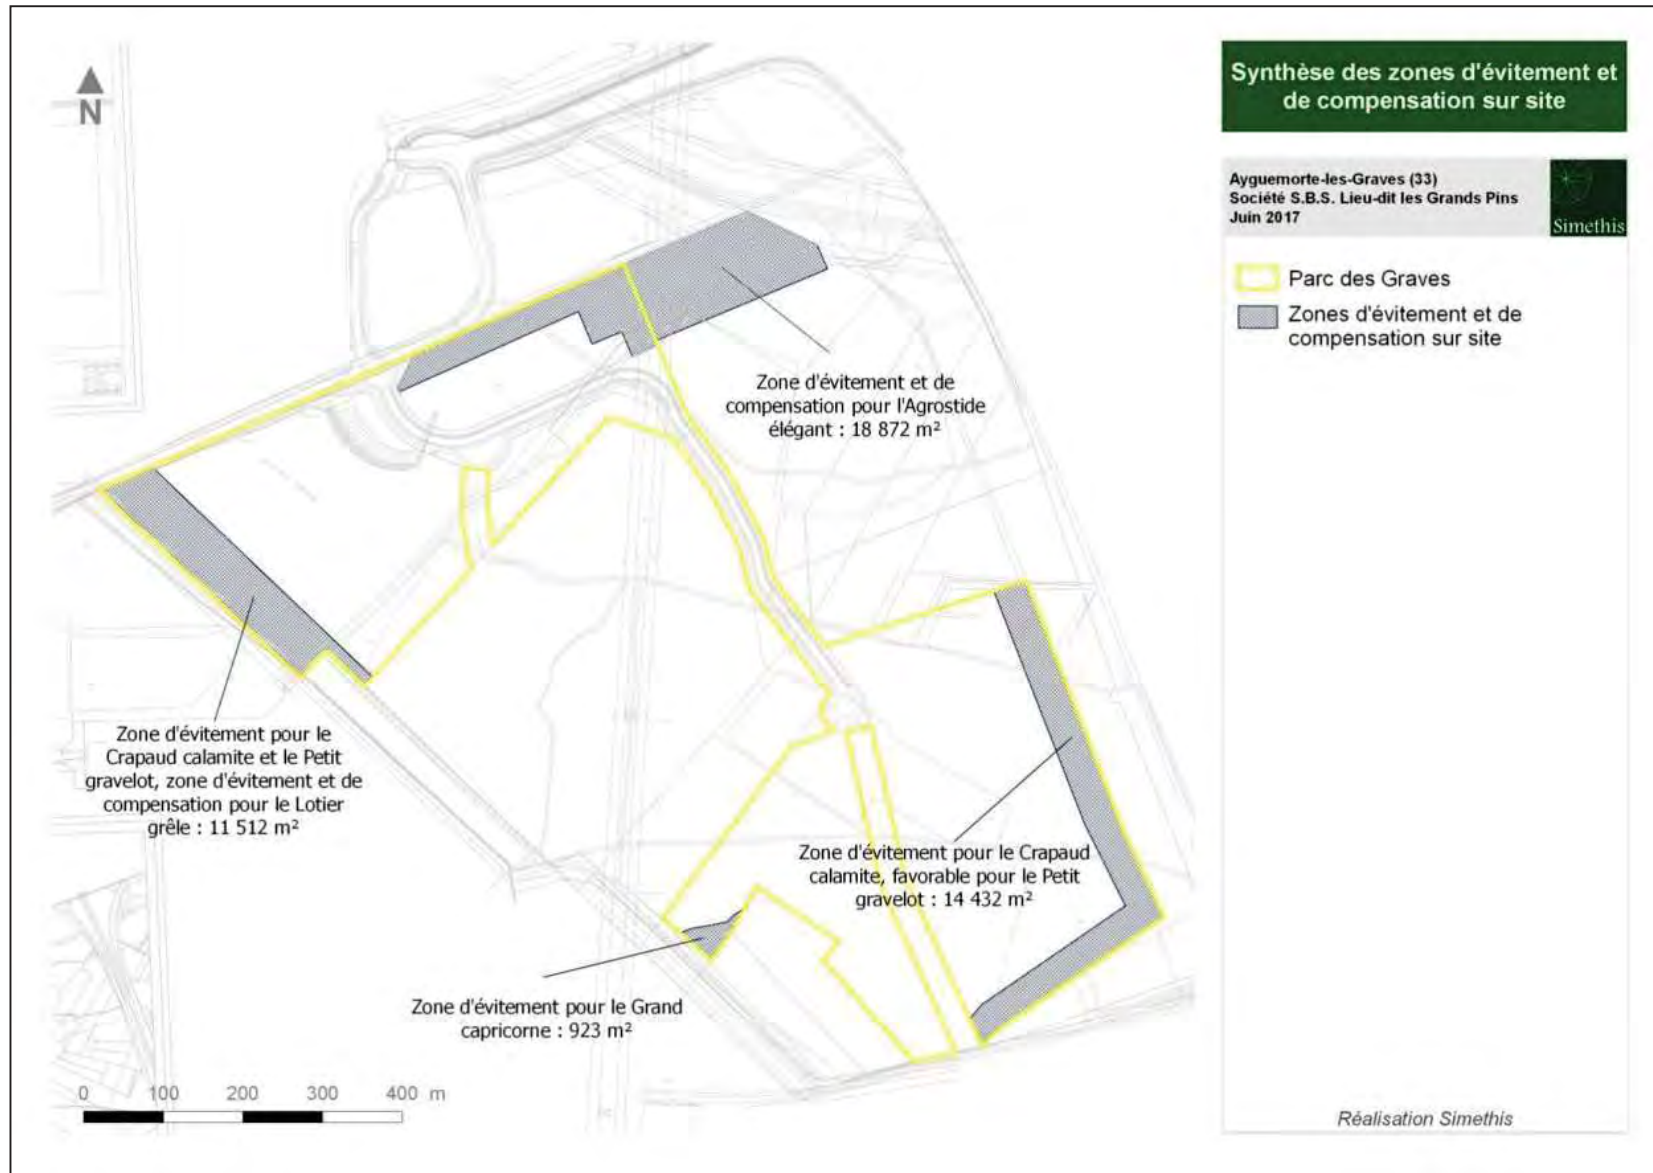 N
Synthèse des zones d'évitement et
de compensation sur site
Ayguemorte-les-Graves (33)
Société S.B.S. Lieu-dit les Grands Pins
Juin 2017
Simethis
Parc des Graves
Zones d'évitement et de
compensation sur site
Zone d'évitement et de
compensation pour l'Agrostide
élégant : 18 872 m²
Zone d'évitement pour le
Crapaud calamite et le Petit
gravelot, zone d'évitement et de
compensation pour le Lotier
grêle : 11 512 m²
Zone d'évitement pour le Crapaud
calamite, favorable pour le Petit
gravelot : 14 432 m²
Zone d'évitement pour le Grand
capricorne : 923 m²
0 100 200 300 400 m
Réalisation Simethis